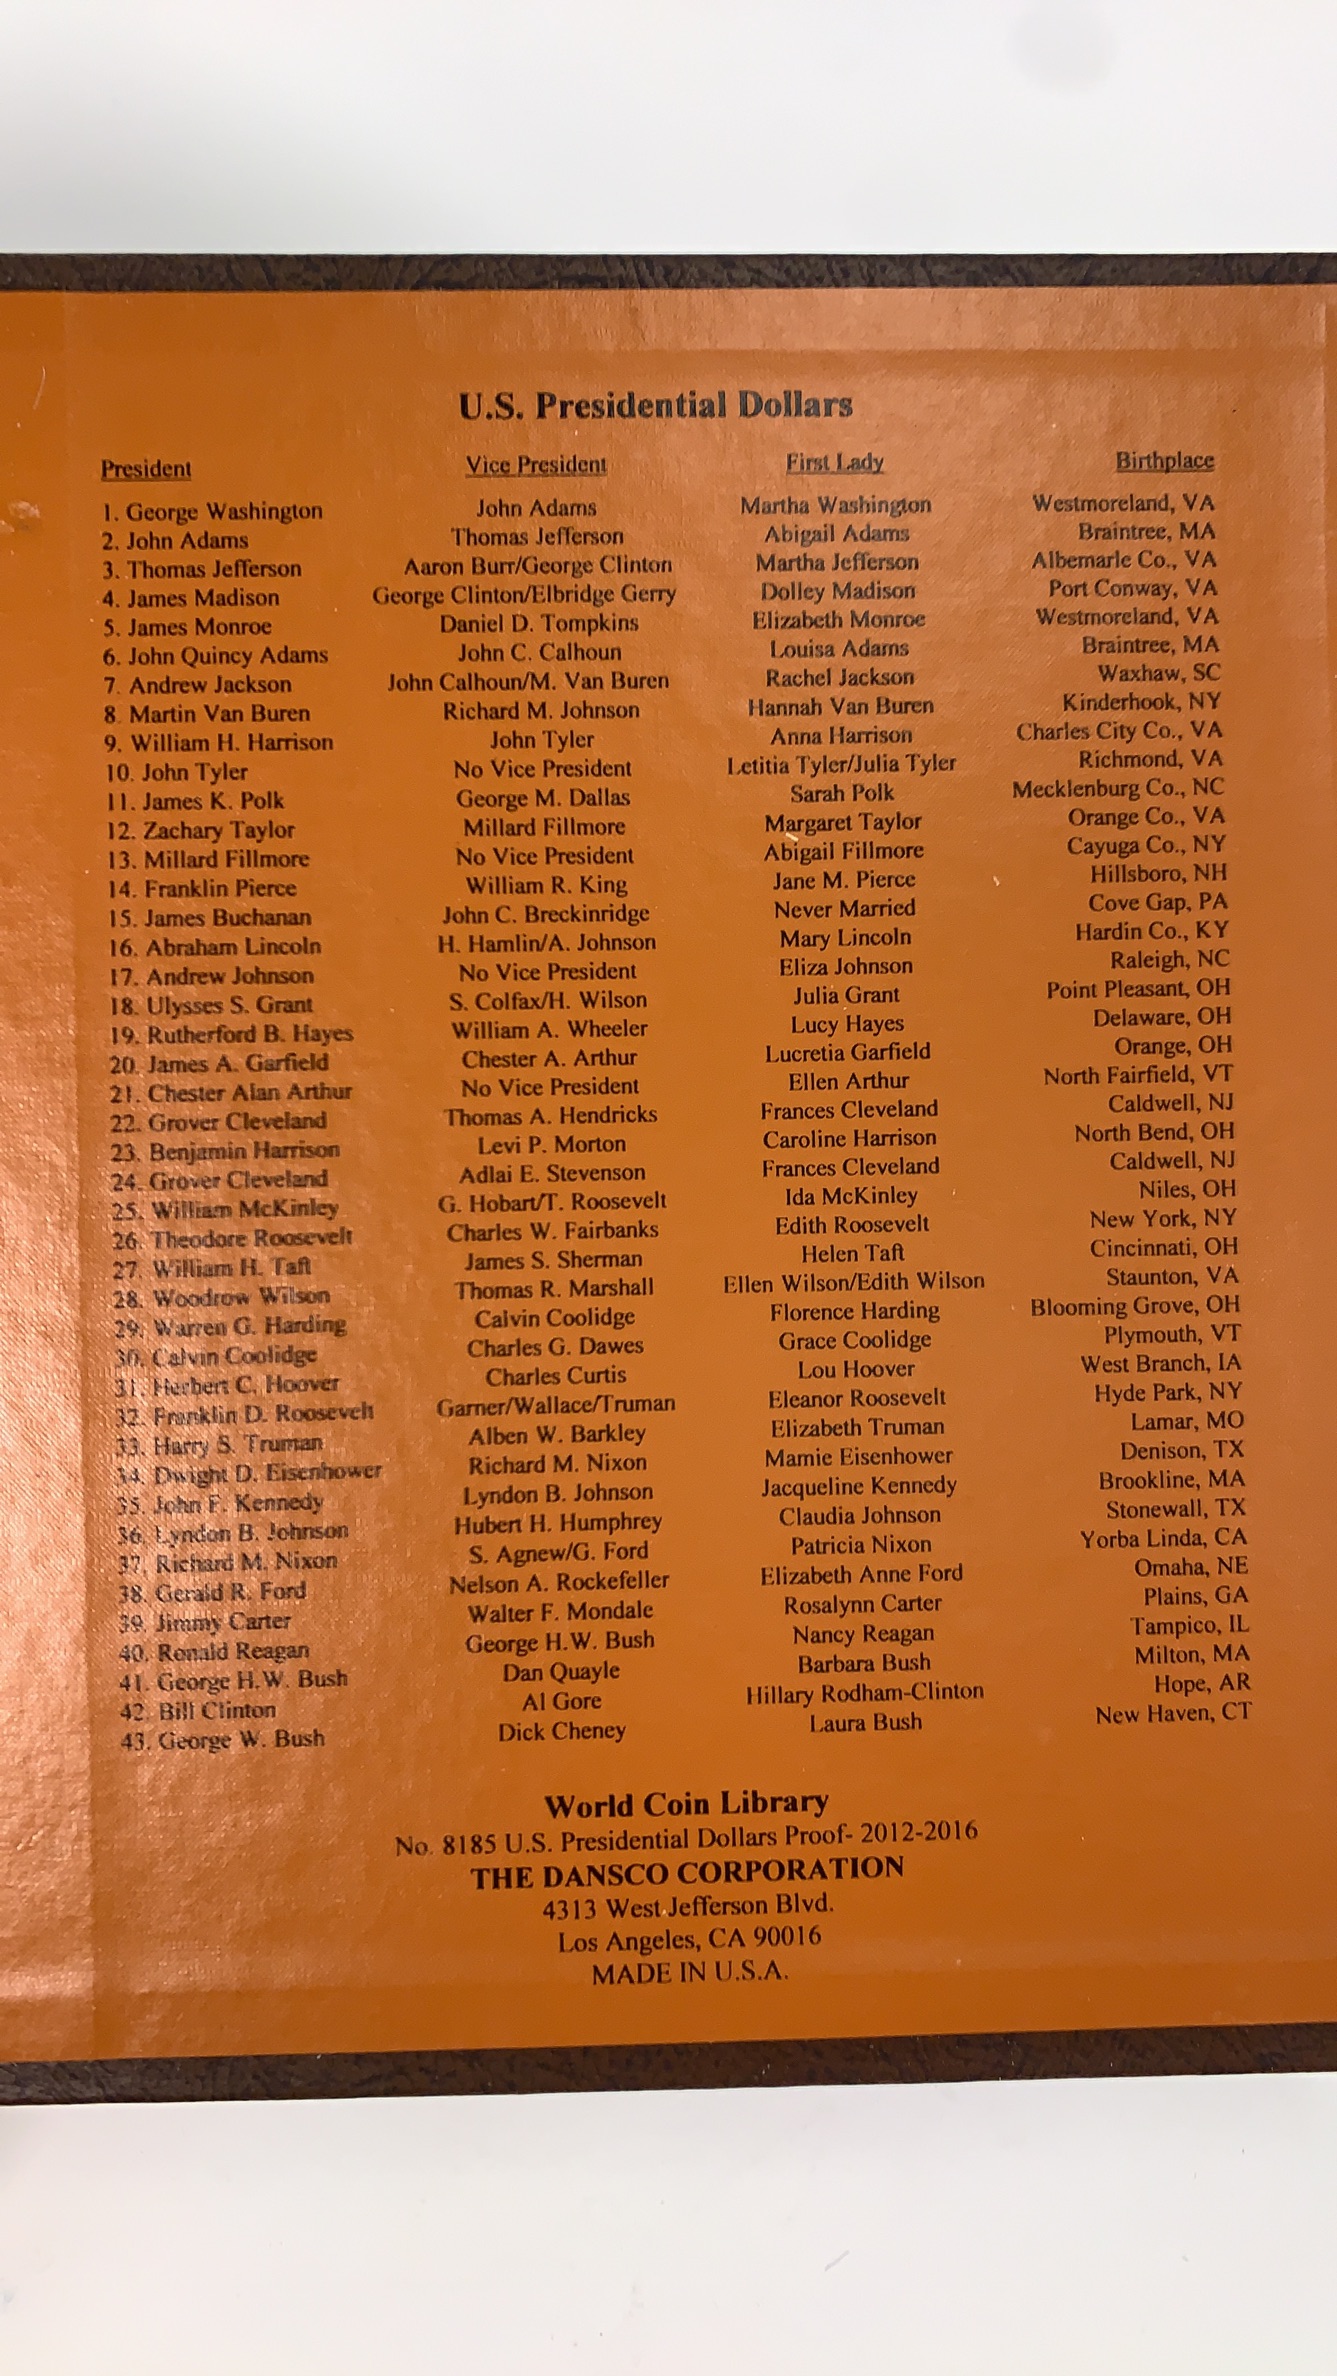 U.S. Presidential Dollars
President Vice President First Lady Birthplace
1. George Washington John Adams Martha Washington Westmoreland, VA
2. John Adams Thomas Jefferson Abigail Adams Braintree, MA
3. Thomas Jefferson Aaron Burr/George Clinton Martha Jefferson Albemarle Co., VA
4. James Madison George Clinton/Elbridge Gerry Dolley Madison Port Conway, VA
5. James Monroe Daniel D. Tompkins Elizabeth Monroe Westmoreland, VA
6. John Quincy Adams John C. Calhoun Louisa Adams Braintree, MA
7. Andrew Jackson John Calhoun/M. Van Buren Rachel Jackson Waxhaw, SC
8. Martin Van Buren Richard M. Johnson Hannah Van Buren Kinderhook, NY
9. William H. Harrison John Tyler Anna Harrison Charles City Co., VA
10. John Tyler No Vice President Letitia Tyler/Julia Tyler Richmond, VA
11. James K. Polk George M. Dallas Sarah Polk Mecklenburg Co., NC
12. Zachary Taylor Millard Fillmore Margaret Taylor Orange Co., VA
13. Millard Fillmore No Vice President Abigail Fillmore Cayuga Co., NY
14. Franklin Pierce William R. King Jane M. Pierce Hillsboro, NH
15. James Buchanan John C. Breckinridge Never Married Cove Gap, PA
16. Abraham Lincoln H. Hamlin/A. Johnson Mary Lincoln Hardin Co., KY
17. Andrew Johnson No Vice President Eliza Johnson Raleigh, NC
18. Ulysses S. Grant S. Colfax/H. Wilson Julia Grant Point Pleasant, OH
19. Rutherford B. Hayes William A. Wheeler Lucy Hayes Delaware, OH
20. James A. Garfield Chester A. Arthur Lucretia Garfield Orange, OH
21. Chester Alan Arthur No Vice President Ellen Arthur North Fairfield, VT
22. Grover Cleveland Thomas A. Hendricks Frances Cleveland Caldwell, NJ
23. Benjamin Harrison Levi P. Morton Caroline Harrison North Bend, OH
24. Grover Cleveland Adlai E. Stevenson Frances Cleveland Caldwell, NJ
25. William McKinley G. Hobart/T. Roosevelt Ida McKinley Niles, OH
26. Theodore Roosevelt Charles W. Fairbanks Edith Roosevelt New York, NY
27. William H. Taft James S. Sherman Helen Taft Cincinnati, OH
28. Woodrow Wilson Thomas R. Marshall Ellen Wilson/Edith Wilson Staunton, VA
29. Warren G. Harding Calvin Coolidge Florence Harding Blooming Grove, OH
30. Calvin Coolidge Charles G. Dawes Grace Coolidge Plymouth, VT
31. Herbert C. Hoover Charles Curtis Lou Hoover West Branch, IA
32. Franklin D. Roosevelt Garner/Wallace/Truman Eleanor Roosevelt Hyde Park, NY
33. Harry S. Truman Alben W. Barkley Elizabeth Truman Lamar, MO
34. Dwight D. Eisenhower Richard M. Nixon Mamie Eisenhower Denison, TX
35. John F. Kennedy Lyndon B. Johnson Jacqueline Kennedy Brookline, MA
36. Lyndon B. Johnson Hubert H. Humphrey Claudia Johnson Stonewall, TX
37. Richard M. Nixon S. Agnew/G. Ford Patricia Nixon Yorba Linda, CA
38. Gerald R. Ford Nelson A. Rockefeller Elizabeth Anne Ford Omaha, NE
39. Jimmy Carter Walter F. Mondale Rosalynn Carter Plains, GA
40. Ronald Reagan George H.W. Bush Nancy Reagan Tampico, IL
41. George H.W. Bush Dan Quayle Barbara Bush Milton, MA
42. Bill Clinton Al Gore Hillary Rodham-Clinton Hope, AR
43. George W. Bush Dick Cheney Laura Bush New Haven, CT
World Coin Library
No. 8185 U.S. Presidential Dollars Proof- 2012-2016
THE DANSCO CORPORATION
4313 West Jefferson Blvd.
Los Angeles, CA 90016
MADE IN U.S.A.